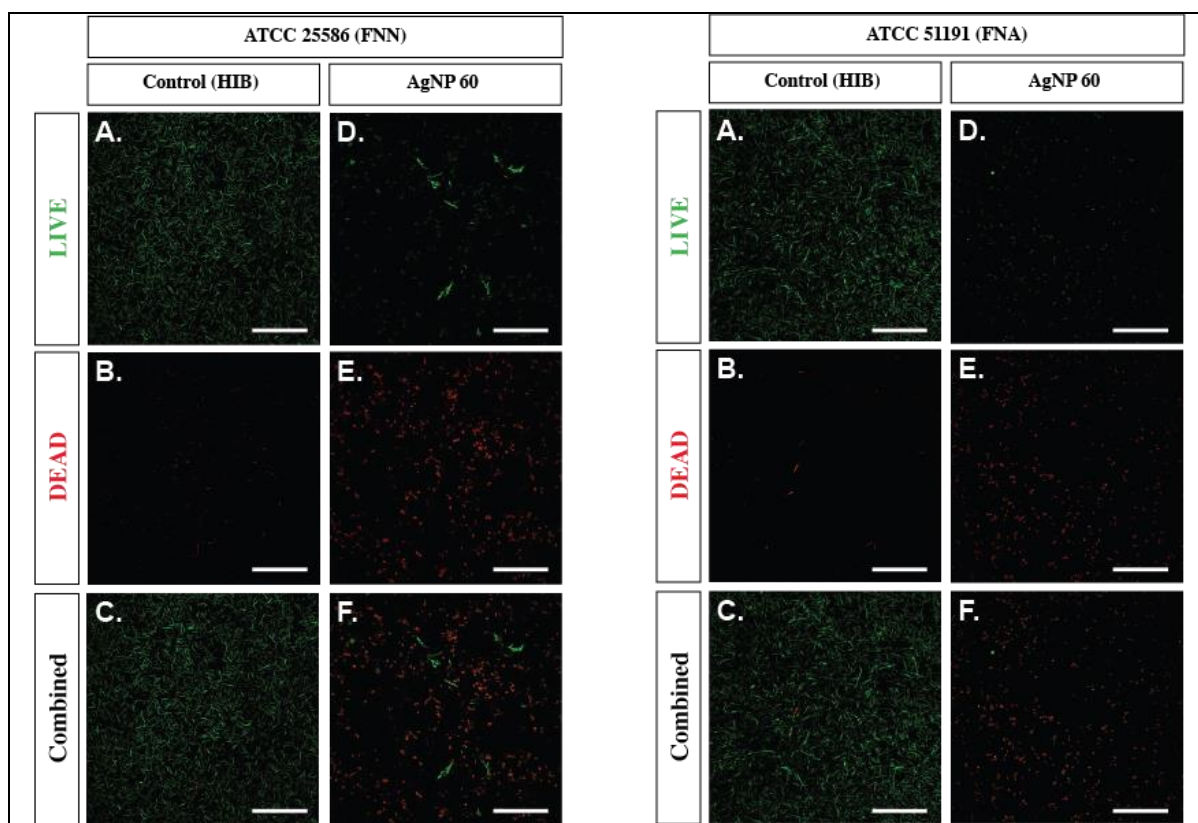 ATCC 25586 (FNN)
Control (HIB)
AgNP 60
LIVE
A.
D.
DEAD
B.
E.
Combined
C.
F.
ATCC 51191 (FNA)
Control (HIB)
AgNP 60
LIVE
A.
D.
DEAD
B.
E.
Combined
C.
F.